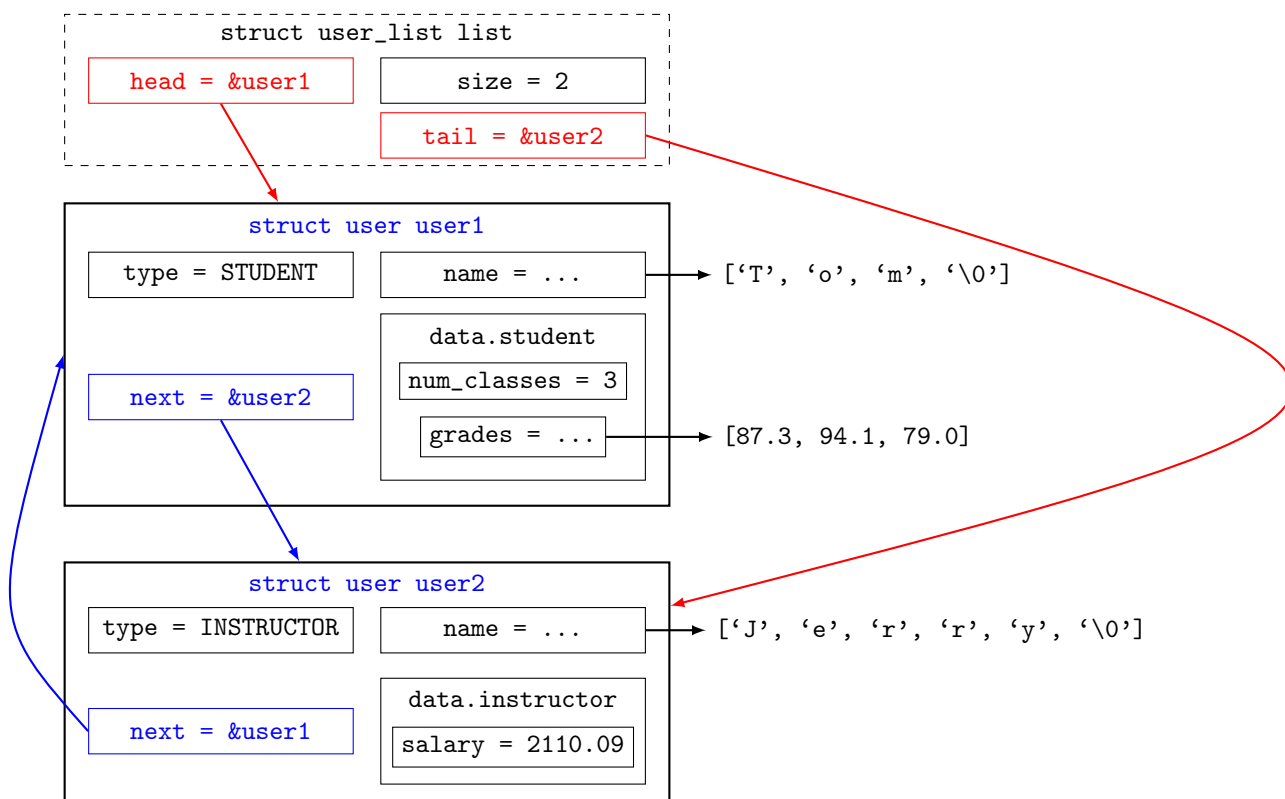 struct user_list list
head = &user1
size = 2
tail = &user2
struct user user1
type = STUDENT
name = ...
[‘T’, ‘o’, ‘m’, ‘\0’]
data.student
num_classes = 3
next = &user2
grades = ...
[87.3, 94.1, 79.0]
struct user user2
type = INSTRUCTOR
name = ...
[‘J’, ‘e’, ‘r’, ‘r’, ‘y’, ‘\0’]
data.instructor
next = &user1
salary = 2110.09